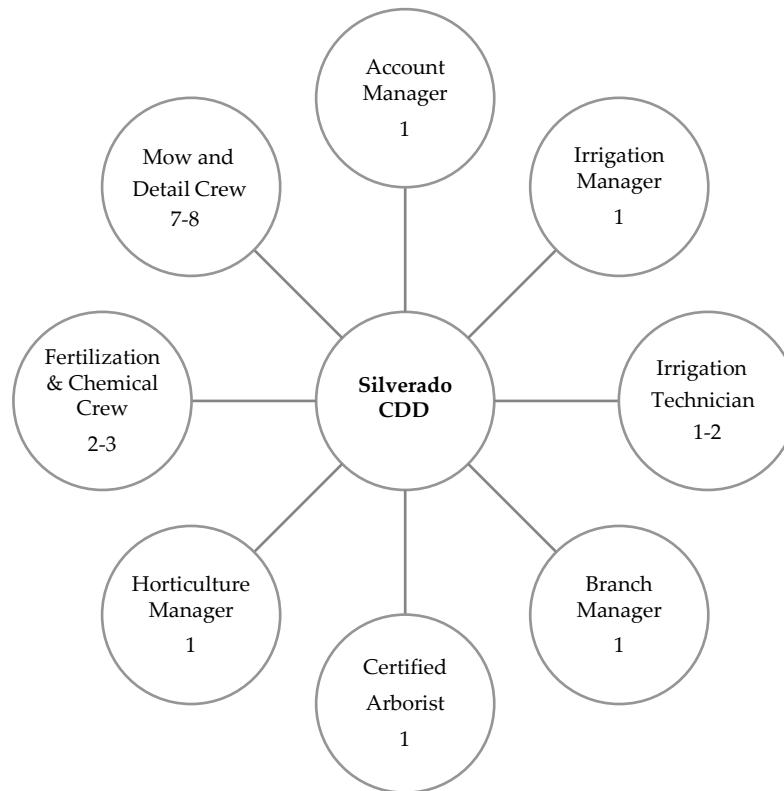 Account
Manager
1
Irrigation
Manager
1
Irrigation
Technician
1-2
Branch
Manager
1
Certified
Arborist
1
Horticulture
Manager
1
Fertilization
& Chemical
Crew
2-3
Mow and
Detail Crew
7-8
Silverado
CDD